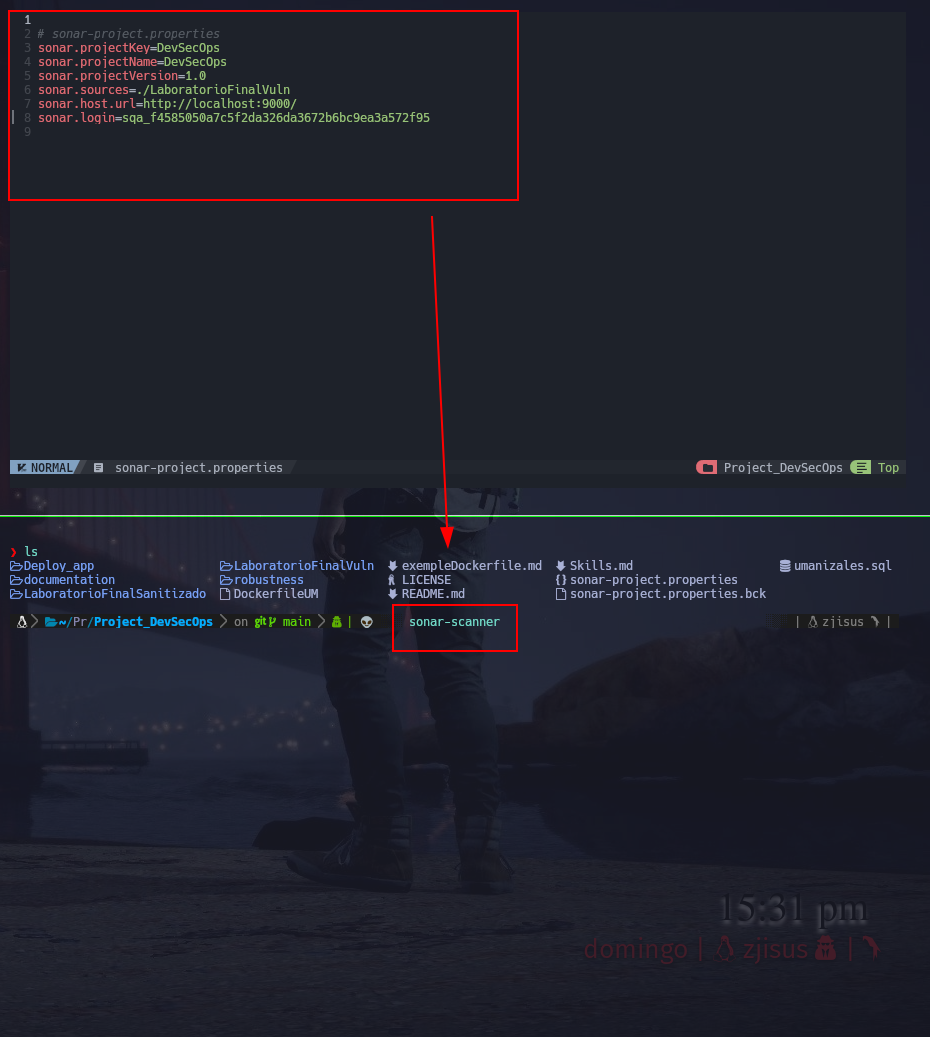 1
2 # sonar-project.properties
3 sonar.projectKey=DevSecOps
4 sonar.projectName=DevSecOps
5 sonar.projectVersion=1.0
6 sonar.sources=./LaboratorioFinalVuln
7 sonar.host.url=http://localhost:9000/
8 sonar.login=sqa_f4585050a7c5f2da326da3672b6bc9ea3a572f95
9
NORMAL sonar-project.properties Project_DevSecOps Top
❯ ls
Deploy_app LaboratorioFinalVuln exempleDockerfile.md Skills.md umanizales.sql
documentation robustness LICENSE sonar-project.properties
LaboratorioFinalSanitizado DockerfileUM README.md sonar-project.properties.bck
~/Pr/Project_DevSecOps on git main | sonar-scanner | zjisus |
15:31 pm
domingo | zjisus |